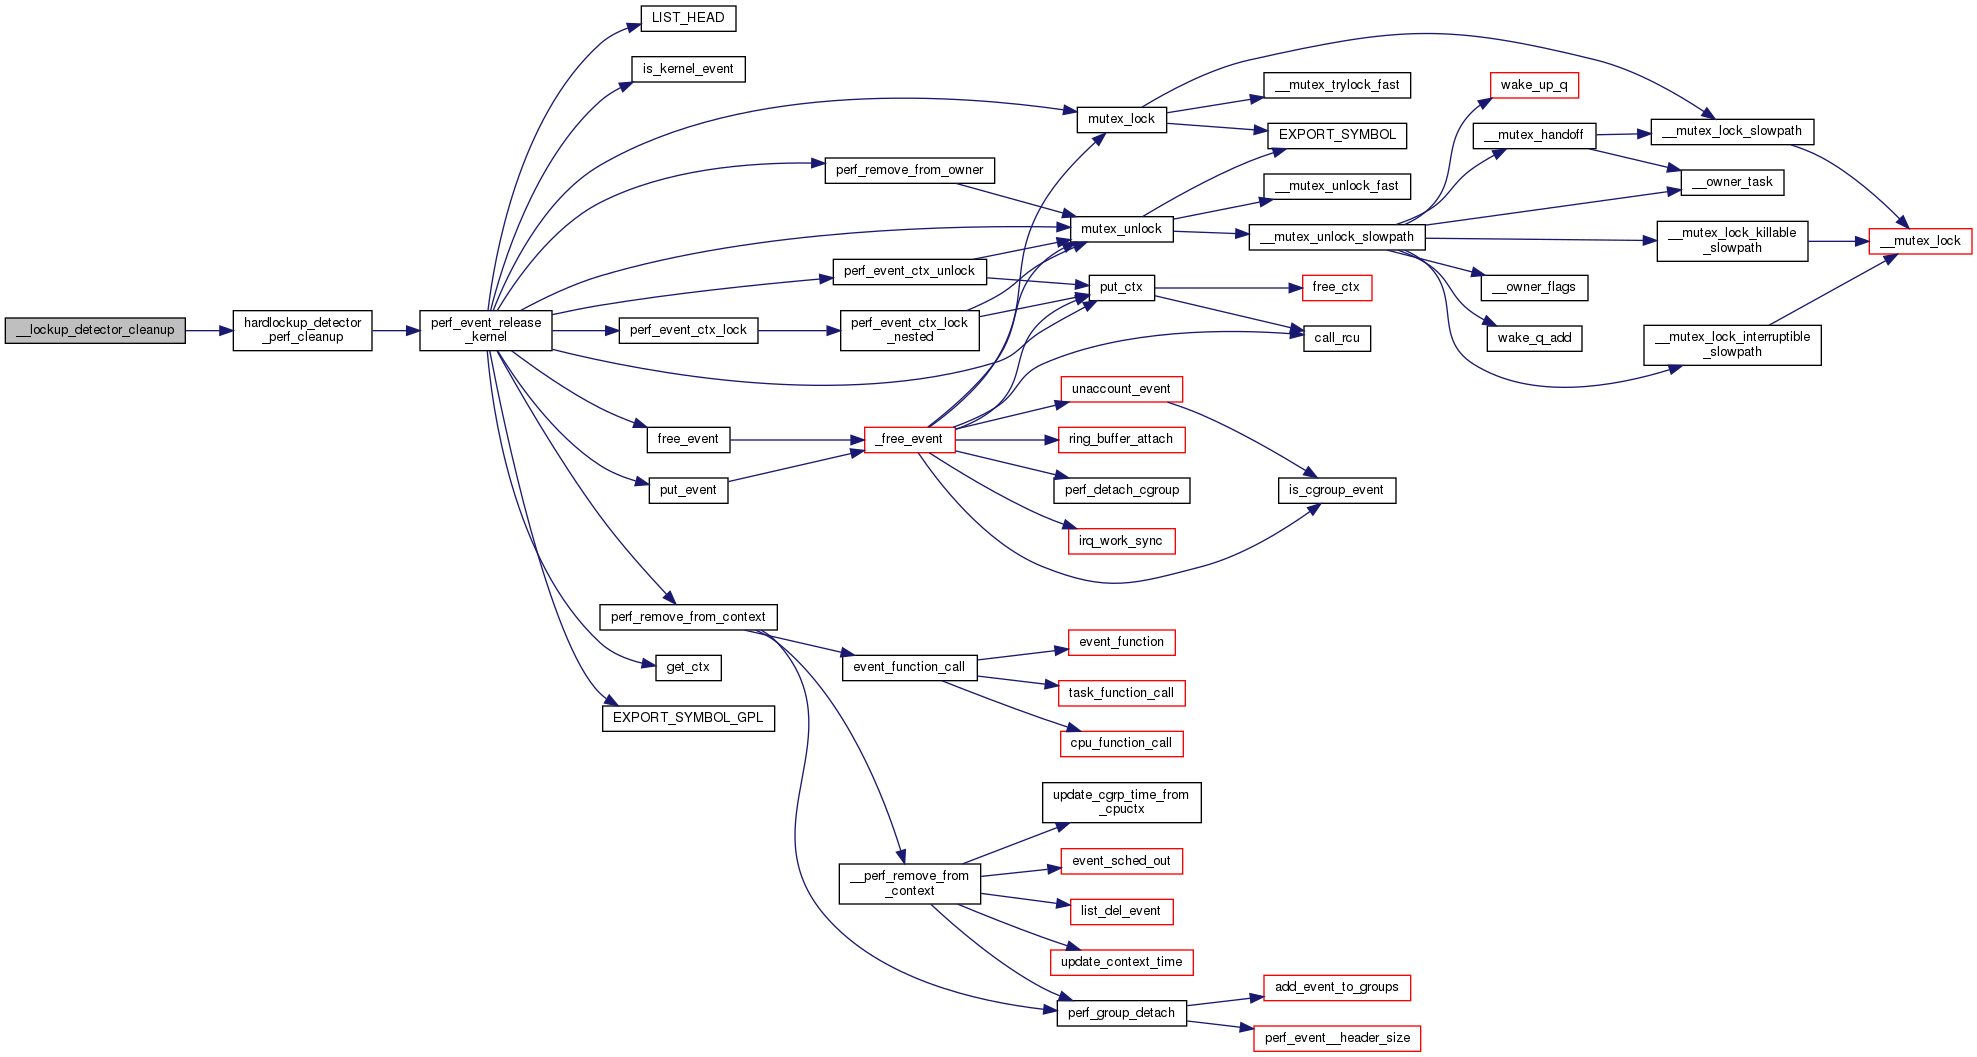 LIST_HEAD
is_kernel_event
mutex_lock
__mutex_trylock_fast
wake_up_q
EXPORT_SYMBOL
__mutex_handoff
__mutex_lock_slowpath
perf_remove_from_owner
__mutex_unlock_fast
__owner_task
mutex_unlock
__mutex_unlock_slowpath
__mutex_lock_killable
_slowpath
__mutex_lock
perf_event_ctx_unlock
put_ctx
free_ctx
__owner_flags
__lockup_detector_cleanup
hardlockup_detector
_perf_cleanup
perf_event_release
_kernel
perf_event_ctx_lock
perf_event_ctx_lock
_nested
call_rcu
wake_q_add
__mutex_lock_interruptible
_slowpath
unaccount_event
free_event
_free_event
ring_buffer_attach
put_event
perf_detach_cgroup
is_cgroup_event
irq_work_sync
perf_remove_from_context
event_function
get_ctx
event_function_call
task_function_call
EXPORT_SYMBOL_GPL
cpu_function_call
update_cgrp_time_from
_cpuctx
event_sched_out
__perf_remove_from
_context
list_del_event
update_context_time
add_event_to_groups
perf_group_detach
perf_event__header_size